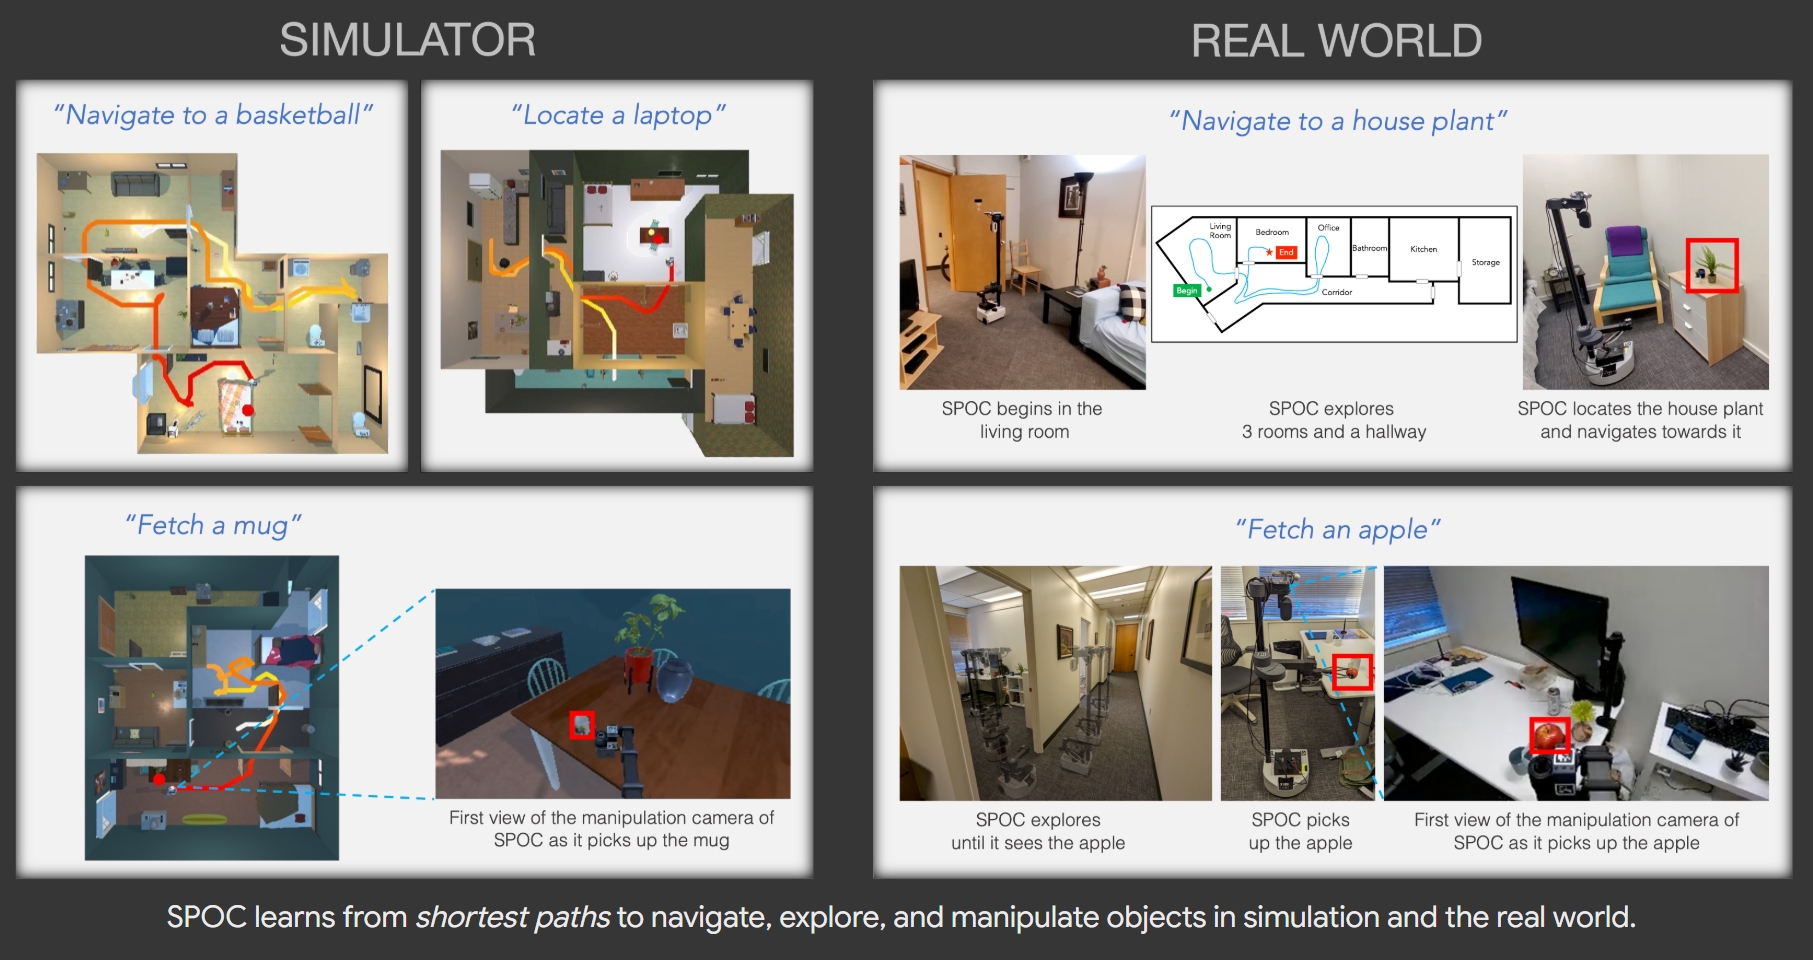 SIMULATOR
REAL WORLD
“Navigate to a basketball”
“Locate a laptop”
“Navigate to a house plant”
Living
Room
Bedroom
Office
Bathroom
Kitchen
Storage
End
Begin
Corridor
SPOC begins in the
living room
SPOC explores
3 rooms and a hallway
SPOC locates the house plant
and navigates towards it
“Fetch a mug”
First view of the manipulation camera of
SPOC as it picks up the mug
“Fetch an apple”
SPOC explores
until it sees the apple
SPOC picks
up the apple
First view of the manipulation camera of
SPOC as it picks up the apple
SPOC learns from shortest paths to navigate, explore, and manipulate objects in simulation and the real world.